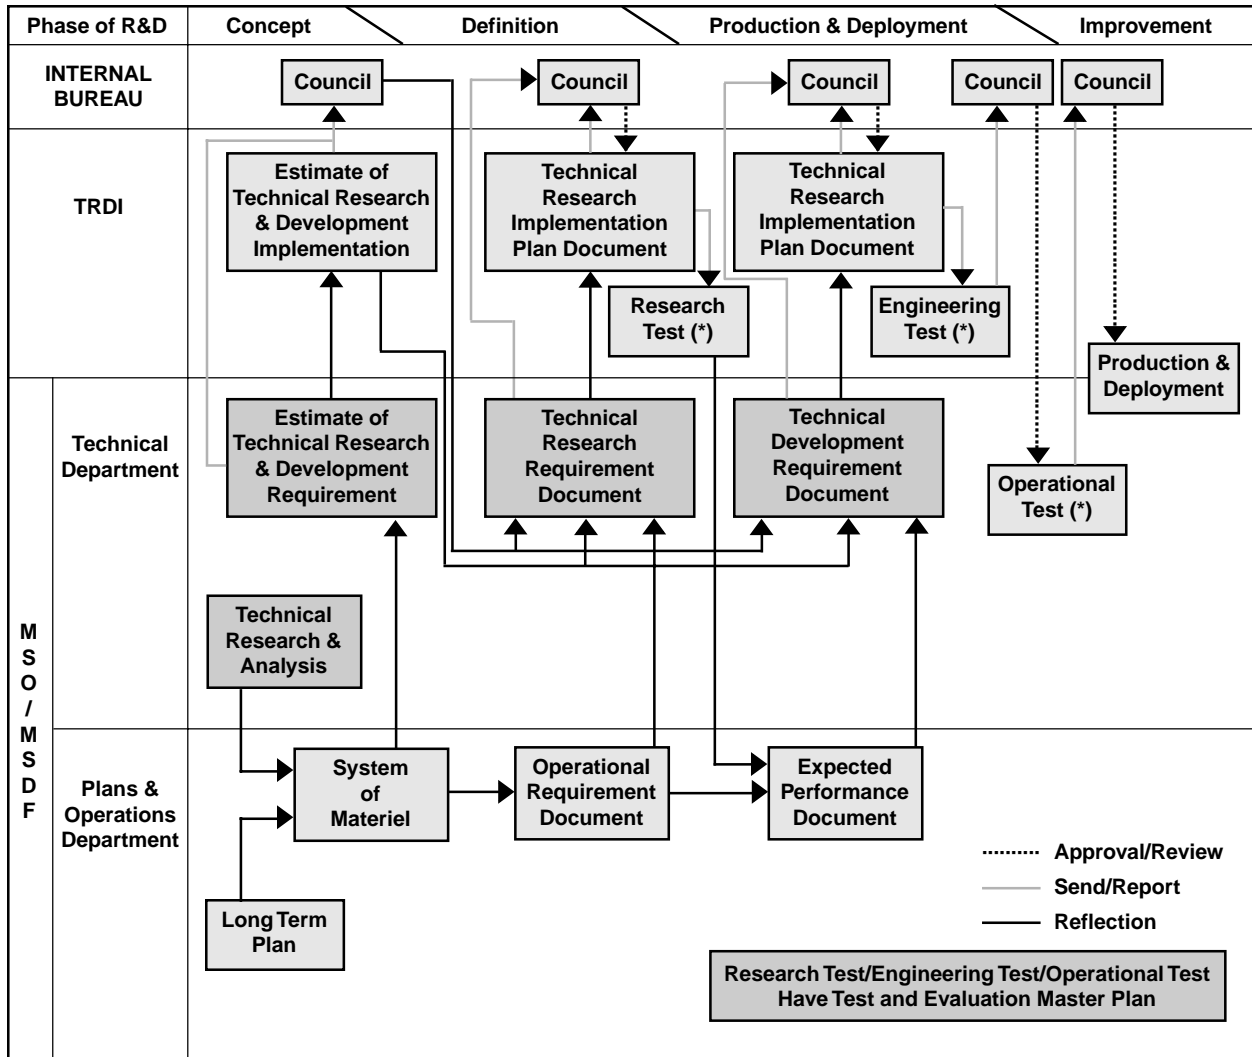 Phase of R&D
Concept
Definition
Production & Deployment
Improvement
INTERNAL
BUREAU
Council
Council
Council
Council
Council
TRDI
Estimate of
Technical Research
& Development
Implementation
Technical
Research
Implementation
Plan Document
Technical
Research
Implementation
Plan Document
Research
Test (*)
Engineering
Test (*)
Production &
Deployment
MSO/MSDF
Technical
Department
Estimate of
Technical Research
& Development
Requirement
Technical
Research
Requirement
Document
Technical
Development
Requirement
Document
Operational
Test (*)
Technical
Research &
Analysis
Plans &
Operations
Department
System
of
Materiel
Operational
Requirement
Document
Expected
Performance
Document
Long Term
Plan
Approval/Review
Send/Report
Reflection
Research Test/Engineering Test/Operational Test
Have Test and Evaluation Master Plan